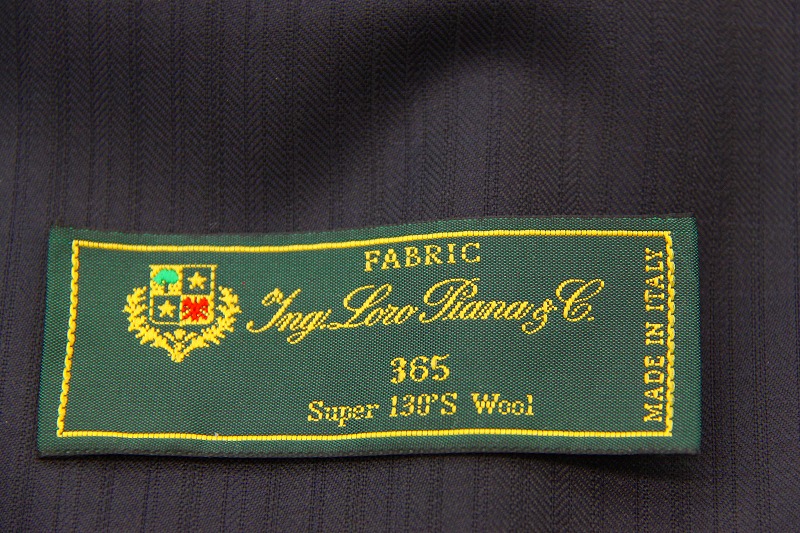 FABRIC
Ing. Loro Piana & C.
365
Super 130'S Wool
MADE IN ITALY